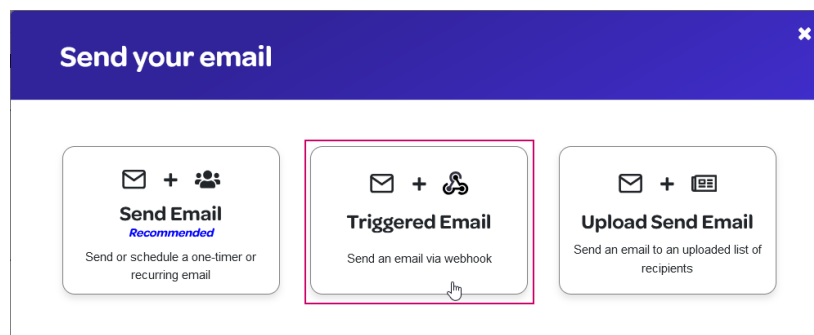 Send your email
Send Email
Recommended
Send or schedule a one-timer or
recurring email
Triggered Email
Send an email via webhook
Upload Send Email
Send an email to an uploaded list of
recipients